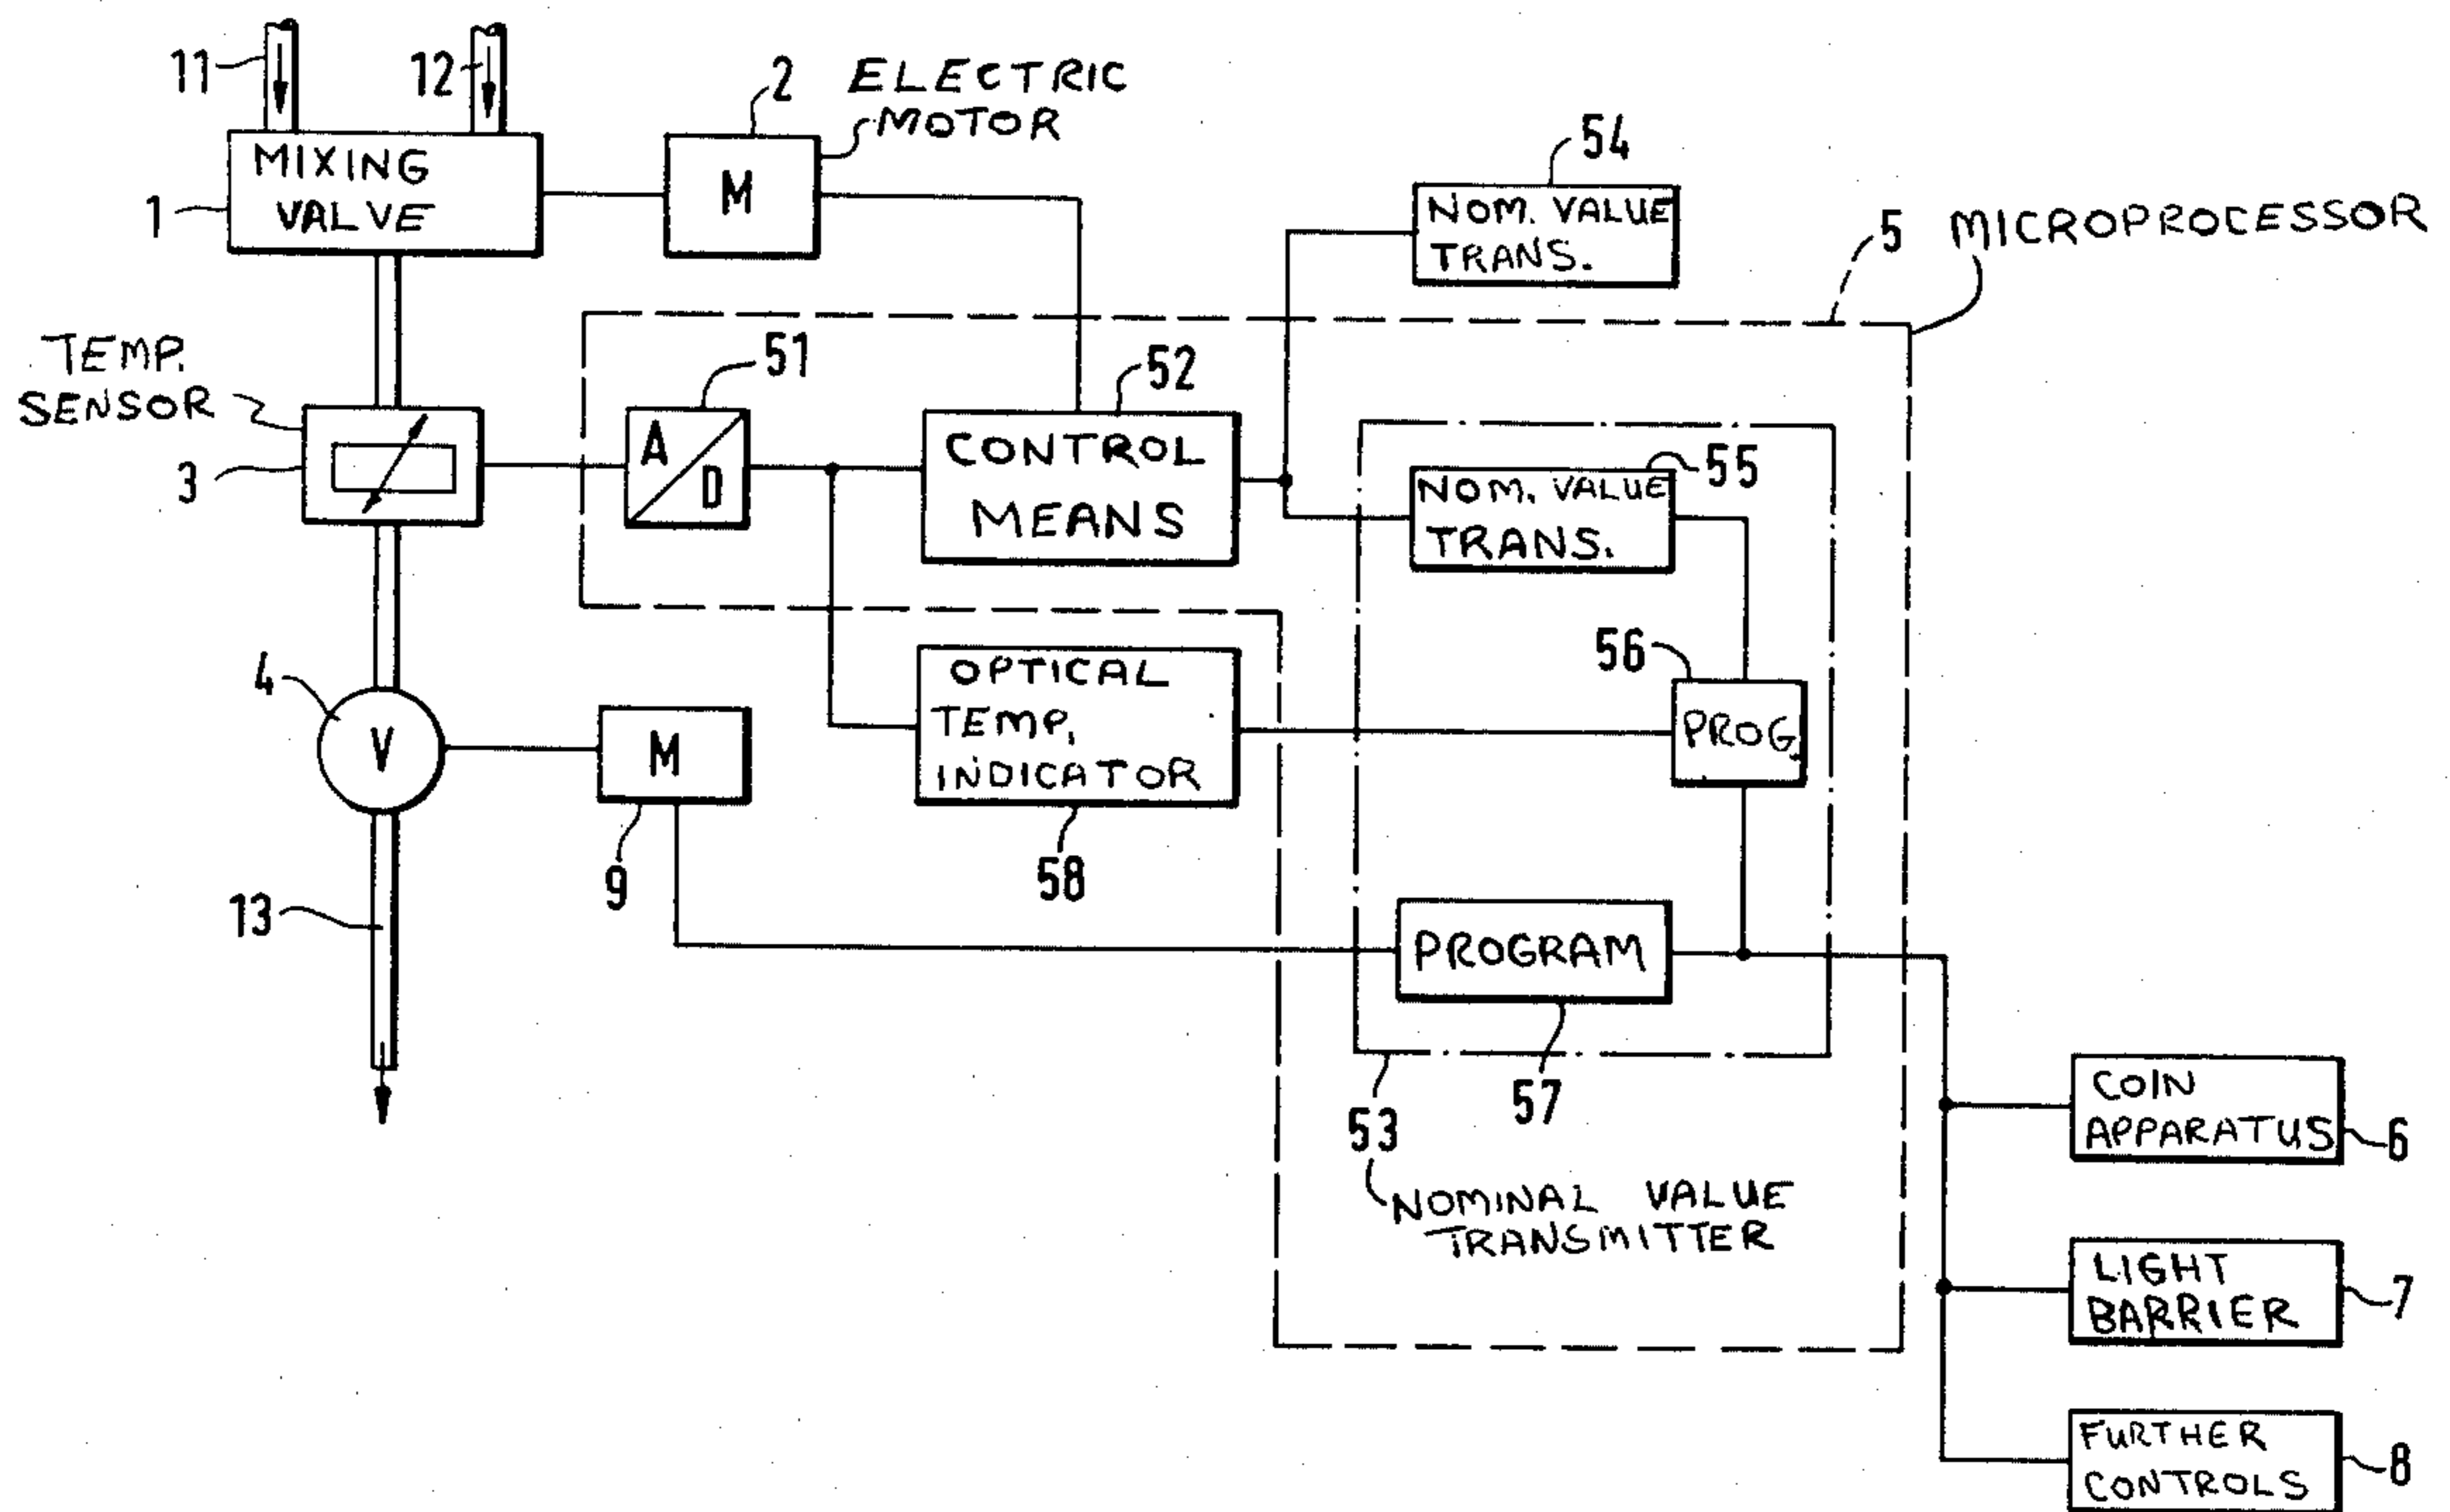 11
12
2
ELECTRIC
MOTOR
MIXING
VALVE
1
M
54
NOM. VALUE
TRANS.
5
MICROPROCESSOR
TEMP.
SENSOR
3
51
A
D
52
CONTROL
MEANS
55
NOM. VALUE
TRANS.
56
PROG.
4
V
M
9
OPTICAL
TEMP.
INDICATOR
58
13
PROGRAM
57
53
NOMINAL VALUE
TRANSMITTER
COIN
APPARATUS
6
LIGHT
BARRIER
7
FURTHER
CONTROLS
8